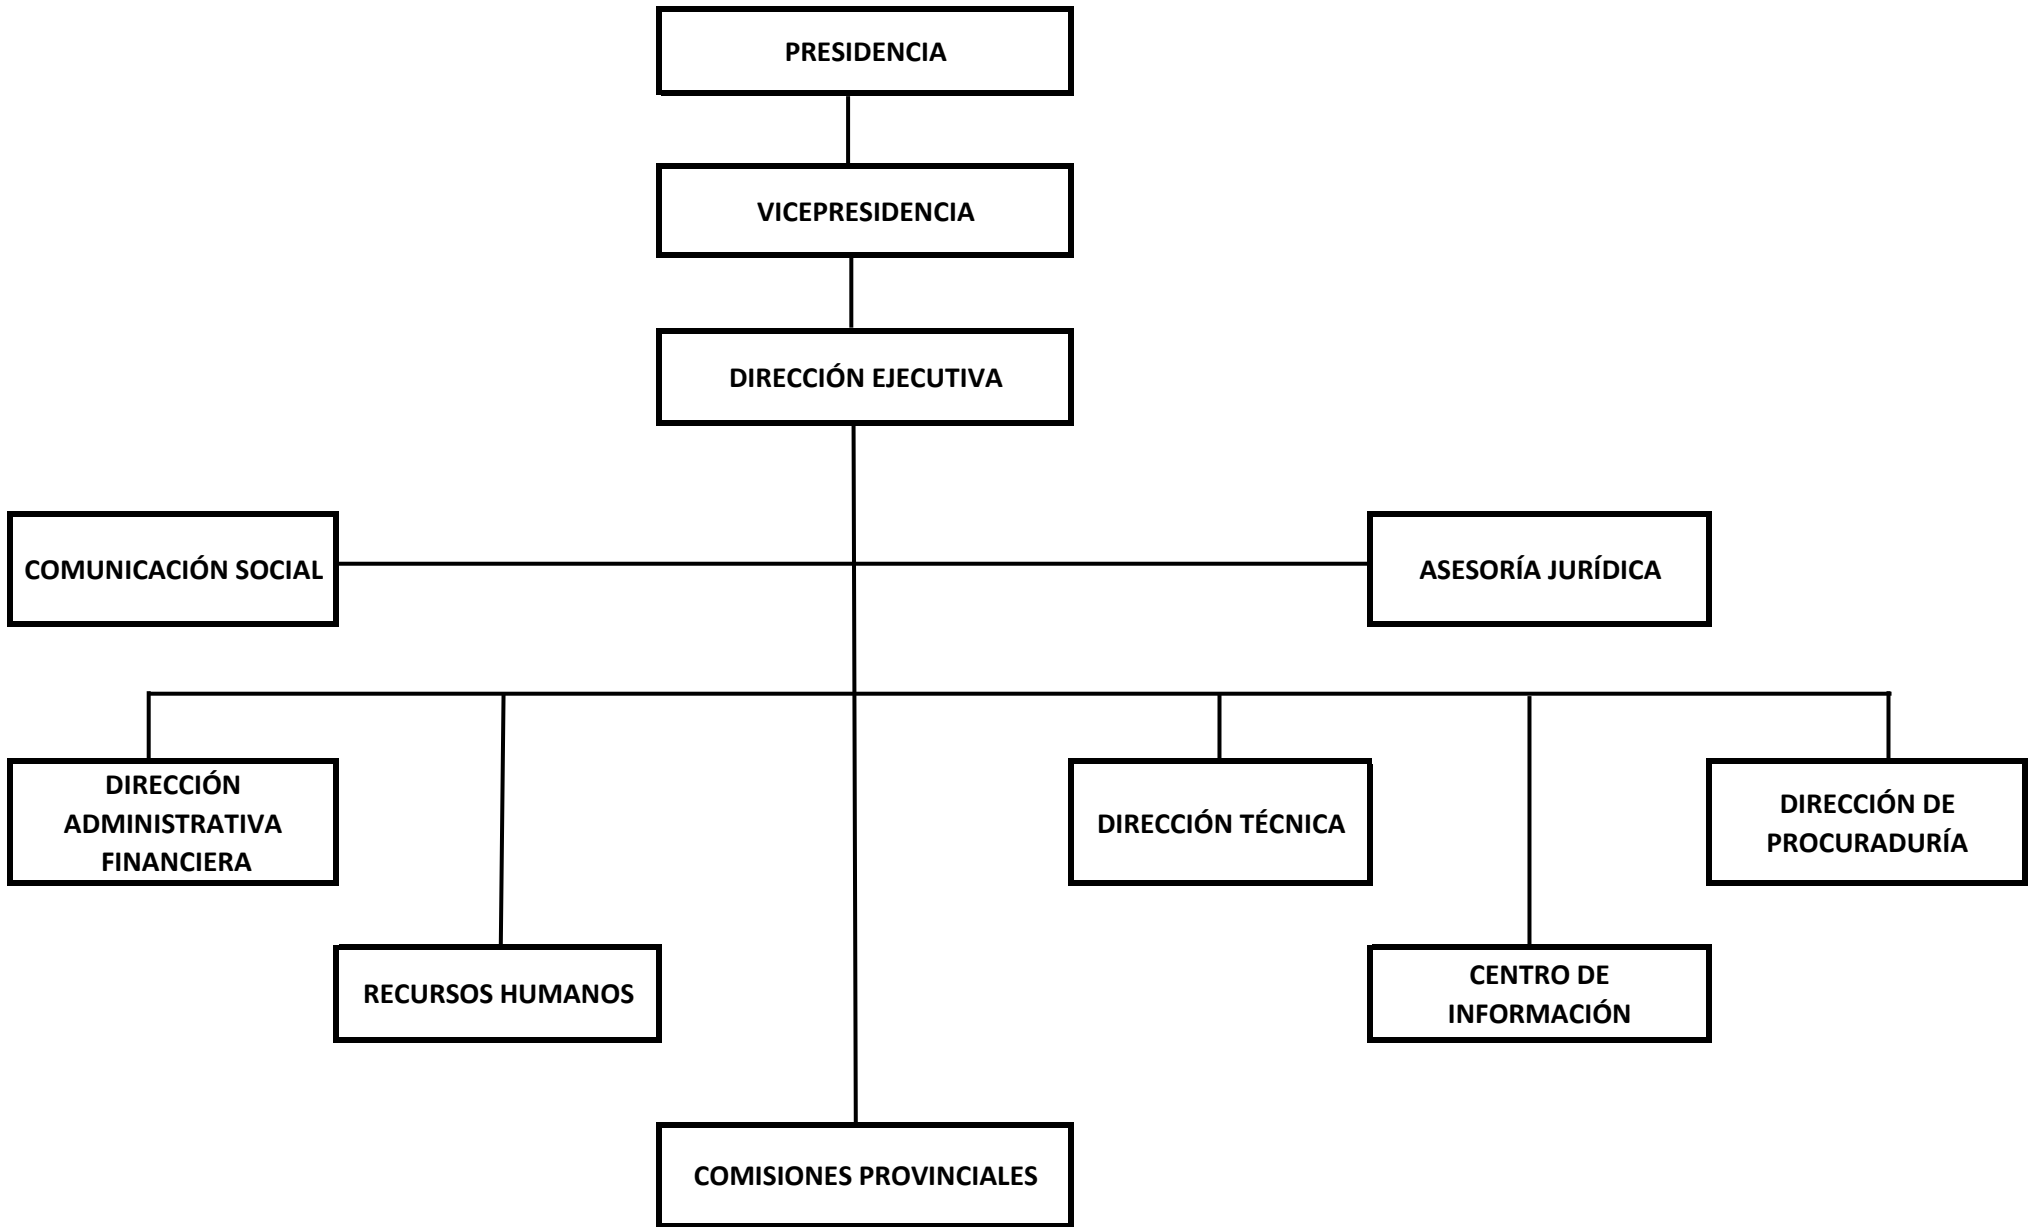 PRESIDENCIA
VICEPRESIDENCIA
DIRECCIÓN EJECUTIVA
COMUNICACIÓN SOCIAL
ASESORÍA JURÍDICA
DIRECCIÓN
ADMINISTRATIVA
FINANCIERA
DIRECCIÓN TÉCNICA
DIRECCIÓN DE
PROCURADURÍA
RECURSOS HUMANOS
CENTRO DE
INFORMACIÓN
COMISIONES PROVINCIALES